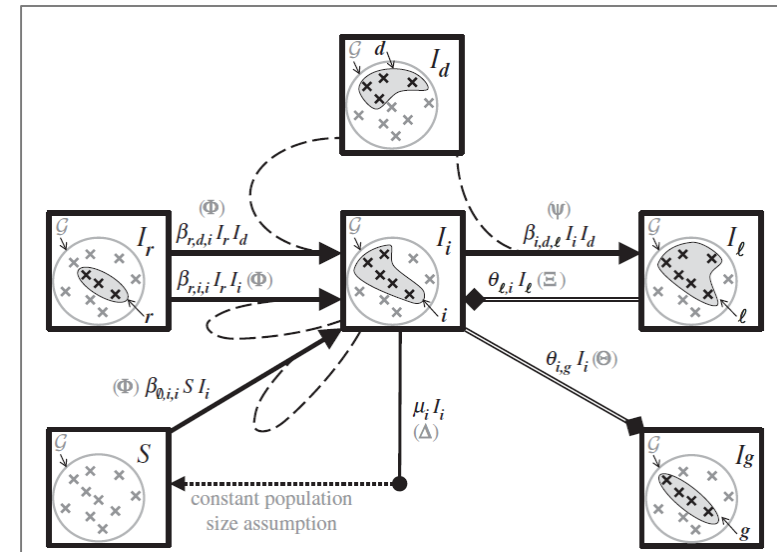 𝒢 d I_d
(Φ) (Ψ)
𝒢 I_r β_{r,d,i} I_r I_d I_i β_{i,d,ℓ} I_i I_d 𝒢 I_ℓ
β_{r,i,i} I_r I_i (Φ) θ_{ℓ,i} I_ℓ (Ξ)
r i ℓ
θ_{i,g} I_i (Θ)
(Φ) β_{∅,i,i} S I_i
μ_i I_i
(Δ)
𝒢 S 𝒢 I_g
constant population
size assumption
g